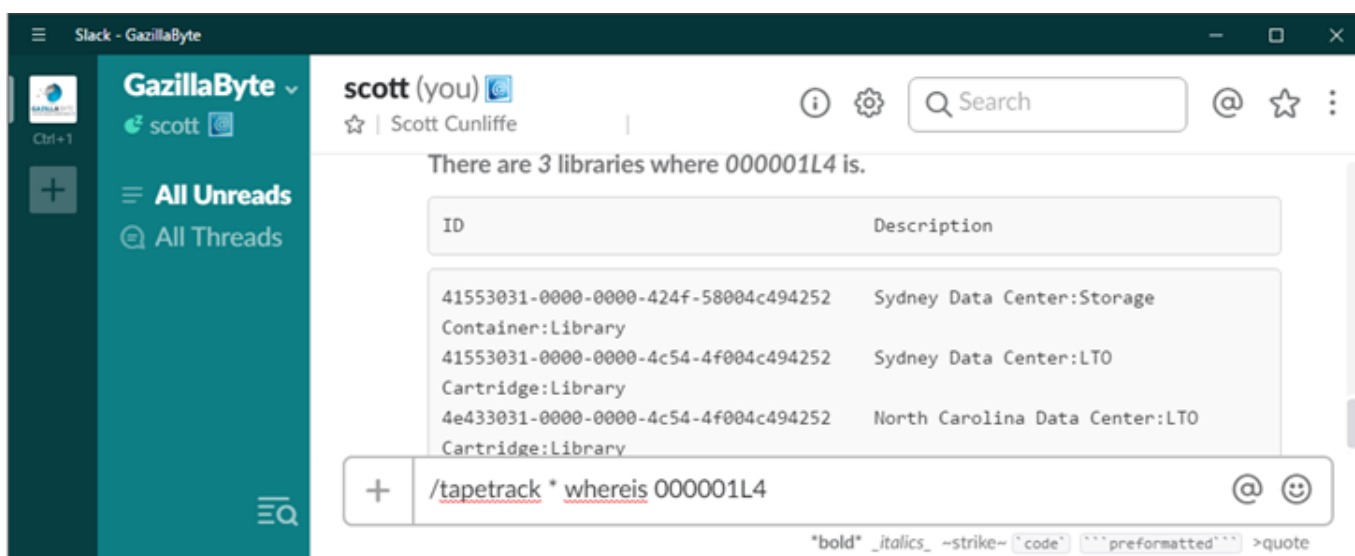 Slack - GazillaByte
GAZILLABYTE
Ctrl+1
GazillaByte
scott
All Unreads
All Threads
scott (you)
Scott Cunliffe
Search
There are 3 libraries where 000001L4 is.
ID Description
41553031-0000-0000-424f-58004c494252 Sydney Data Center:Storage
Container:Library
41553031-0000-0000-4c54-4f004c494252 Sydney Data Center:LTO
Cartridge:Library
4e433031-0000-0000-4c54-4f004c494252 North Carolina Data Center:LTO
Cartridge:Library
/tapetrack * whereis 000001L4
*bold* _italics_ ~strike~ `code` ```preformatted``` >quote